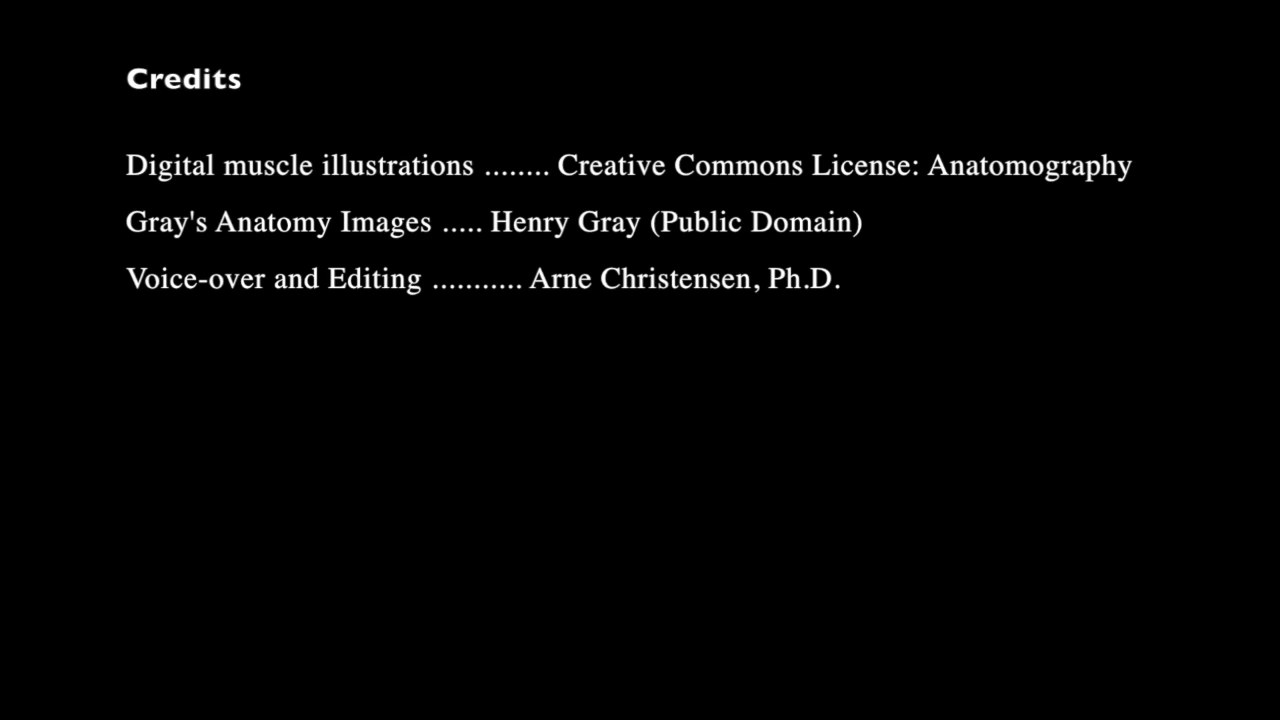 Credits
Digital muscle illustrations ........ Creative Commons License: Anatomography
Gray's Anatomy Images ..... Henry Gray (Public Domain)
Voice-over and Editing ........... Arne Christensen, Ph.D.